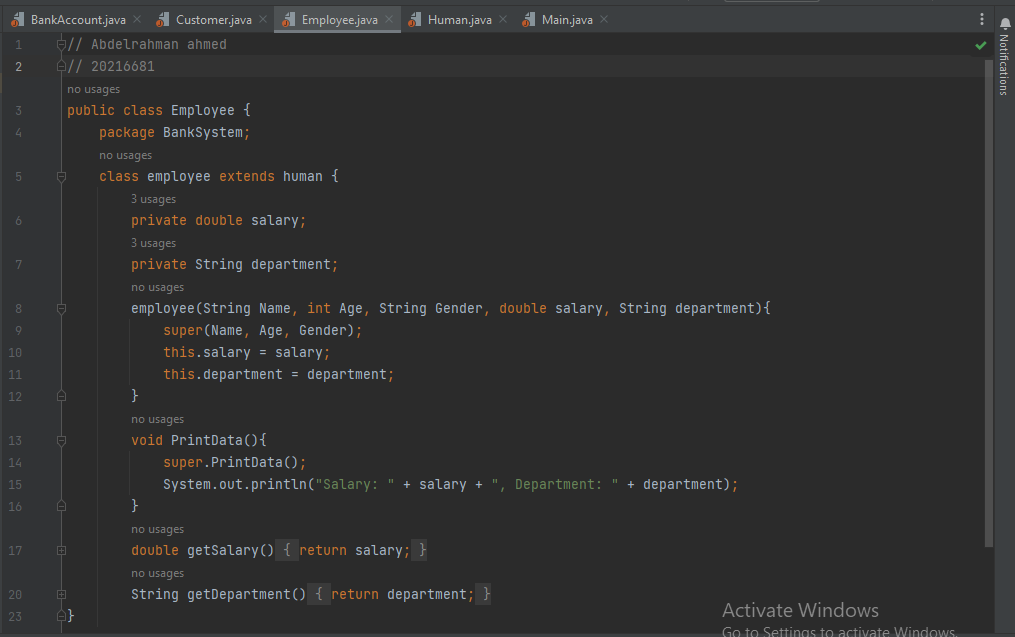 BankAccount.java Customer.java Employee.java Human.java Main.java
Notifications
1 // Abdelrahman ahmed
2 // 20216681
no usages
3 public class Employee {
4 package BankSystem;
no usages
5 class employee extends human {
3 usages
6 private double salary;
3 usages
7 private String department;
no usages
8 employee(String Name, int Age, String Gender, double salary, String department){
9 super(Name, Age, Gender);
10 this.salary = salary;
11 this.department = department;
12 }
no usages
13 void PrintData(){
14 super.PrintData();
15 System.out.println("Salary: " + salary + ", Department: " + department);
16 }
no usages
17 double getSalary() { return salary; }
no usages
20 String getDepartment() { return department; }
23 }
Activate Windows
Go to Settings to activate Windows.